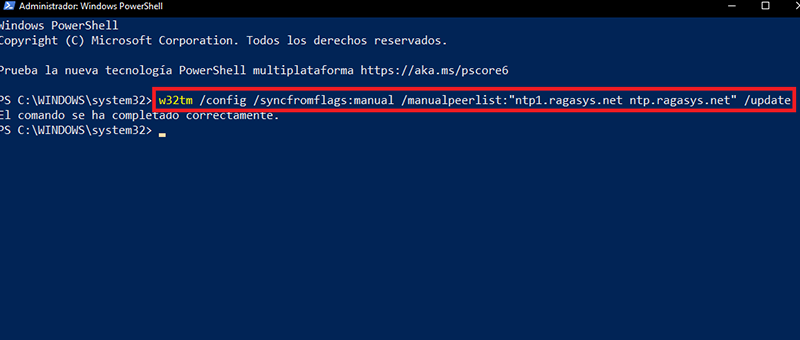 Administrador: Windows PowerShell
Windows PowerShell
Copyright (C) Microsoft Corporation. Todos los derechos reservados.
Prueba la nueva tecnología PowerShell multiplataforma https://aka.ms/pscore6
PS C:\WINDOWS\system32> w32tm /config /syncfromflags:manual /manualpeerlist:"ntp1.ragasys.net ntp.ragasys.net" /update
El comando se ha completado correctamente.
PS C:\WINDOWS\system32>